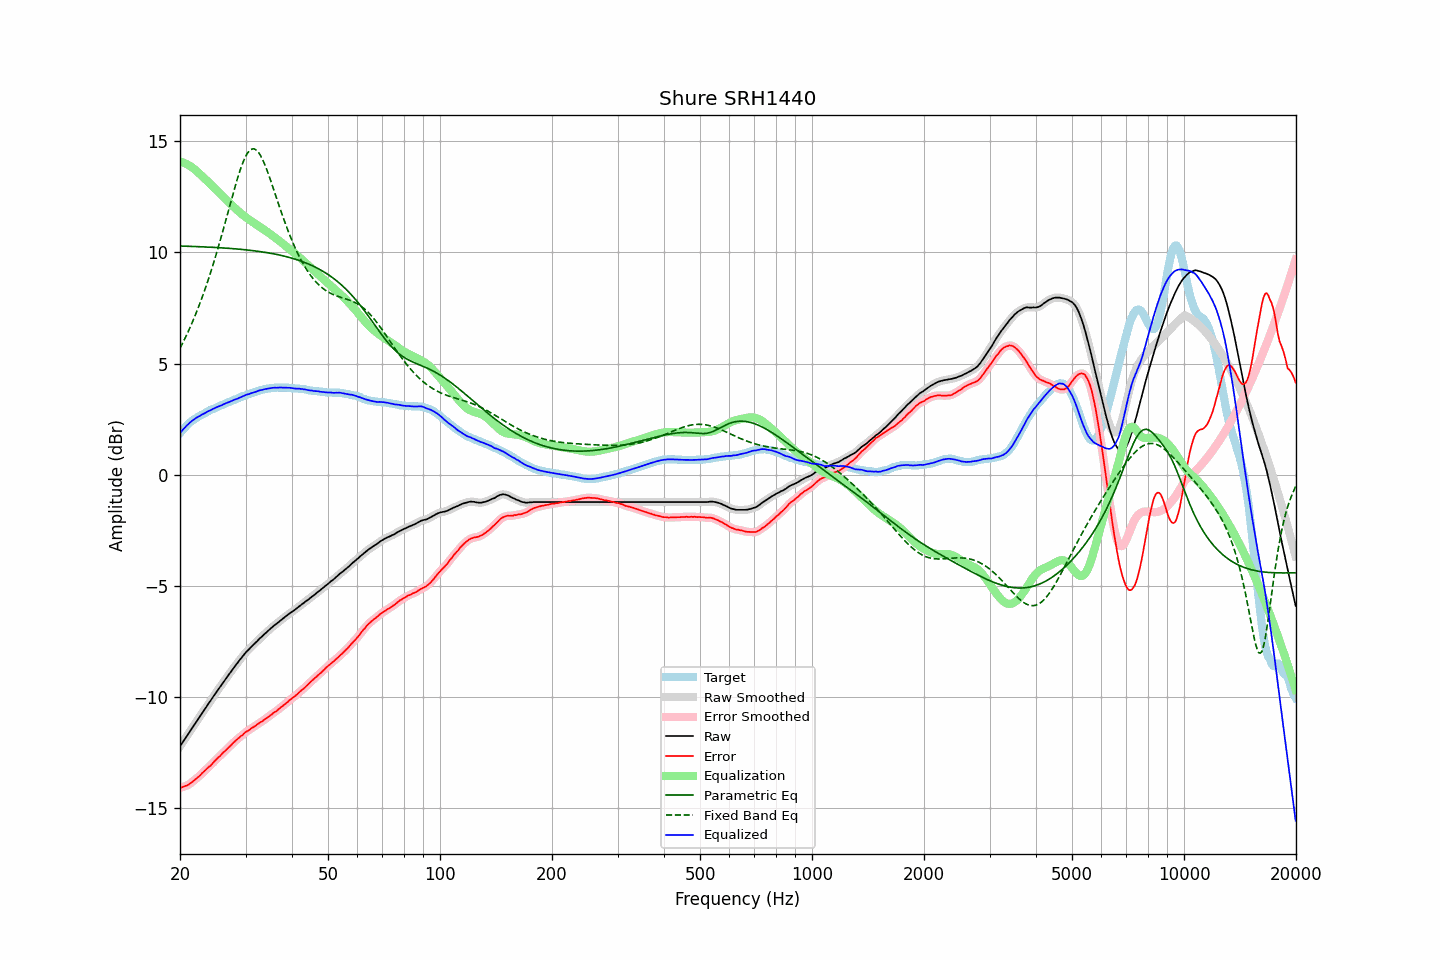 Shure SRH1440
Amplitude (dBr)
15
10
5
0
−5
−10
−15
Target
Raw Smoothed
Error Smoothed
Raw
Error
Equalization
Parametric Eq
Fixed Band Eq
Equalized
20 50 100 200 500 1000 2000 5000 10000 20000
Frequency (Hz)